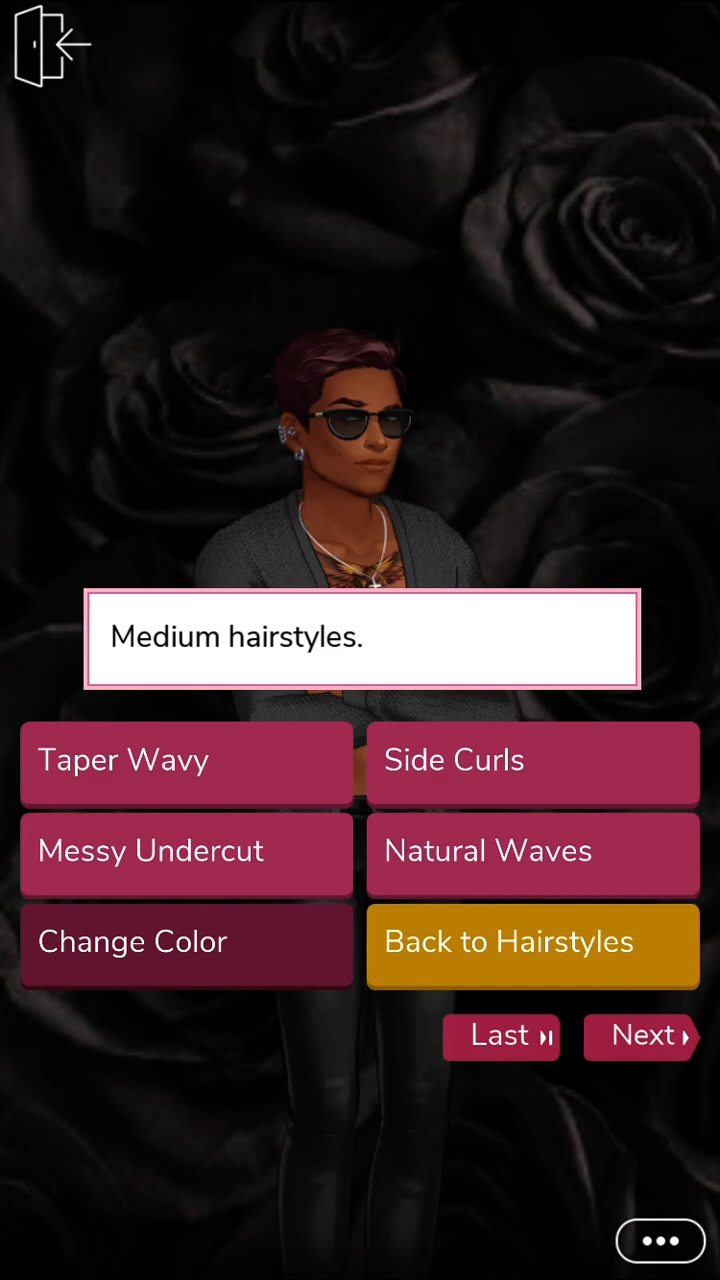 Medium hairstyles.
Taper Wavy
Side Curls
Messy Undercut
Natural Waves
Change Color
Back to Hairstyles
Last
Next